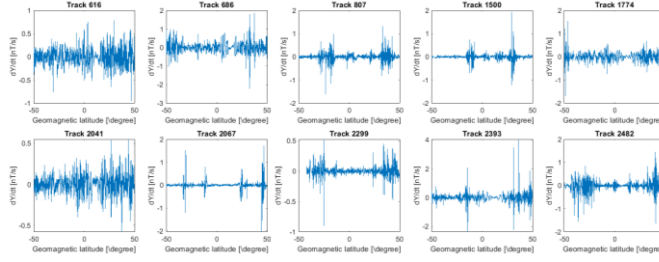 Track 616
Track 686
Track 807
Track 1500
Track 1774
dY/dt [nT/s]
1
0.5
0
-0.5
-1
-50 0 50
Geomagnetic latitude [\degree]
dY/dt [nT/s]
2
1
0
-1
-2
-3
-50 0 50
Geomagnetic latitude [\degree]
dY/dt [nT/s]
2
1
0
-1
-2
-50 0 50
Geomagnetic latitude [\degree]
dY/dt [nT/s]
2
1
0
-1
-2
-50 0 50
Geomagnetic latitude [\degree]
dY/dt [nT/s]
2
1
0
-1
-2
-50 0 50
Geomagnetic latitude [\degree]
Track 2041
Track 2067
Track 2299
Track 2393
Track 2482
dY/dt [nT/s]
0.5
0
-0.5
-50 0 50
Geomagnetic latitude [\degree]
dY/dt [nT/s]
2
1
0
-1
-2
-50 0 50
Geomagnetic latitude [\degree]
dY/dt [nT/s]
0.5
0
-0.5
-1
-50 0 50
Geomagnetic latitude [\degree]
dY/dt [nT/s]
4
2
0
-2
-50 0 50
Geomagnetic latitude [\degree]
dY/dt [nT/s]
2
1
0
-1
-2
-50 0 50
Geomagnetic latitude [\degree]